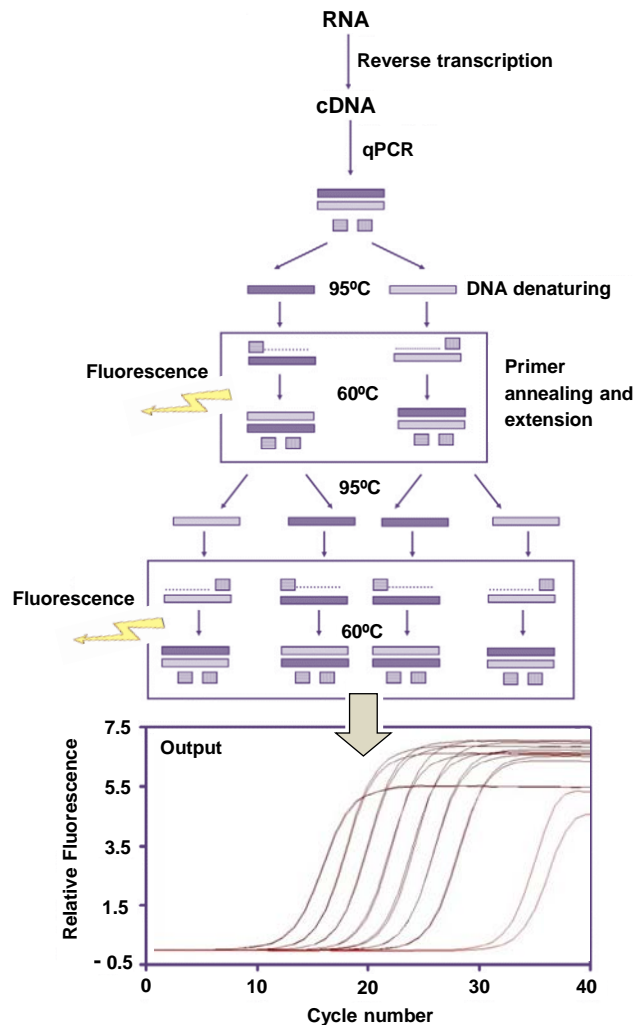 RNA
Reverse transcription
cDNA
qPCR
95ºC DNA denaturing
Fluorescence
60ºC
Primer
annealing and
extension
95ºC
Fluorescence
60ºC
Output
Relative Fluorescence
7.5
5.5
3.5
1.5
- 0.5
0 10 20 30 40
Cycle number